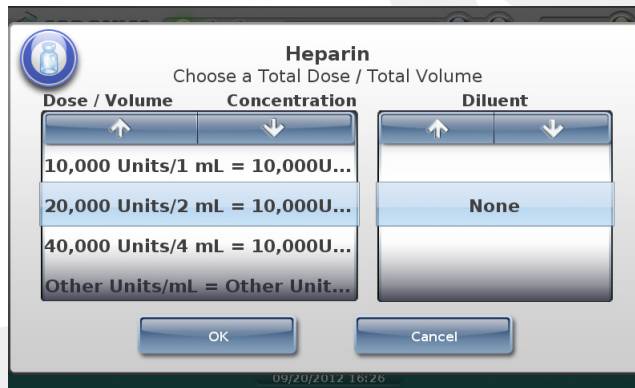 Heparin
Choose a Total Dose / Total Volume
Dose / Volume Concentration Diluent
10,000 Units/1 mL = 10,000U...
20,000 Units/2 mL = 10,000U... None
40,000 Units/4 mL = 10,000U...
Other Units/mL = Other Unit...
OK Cancel
09/20/2012 16:26